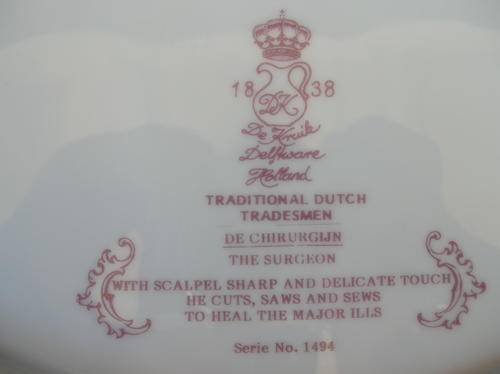 18 38
DK
De Kruik
Delftware
Holland
TRADITIONAL DUTCH
TRADESMEN
DE CHIRURGIJN
THE SURGEON
WITH SCALPEL SHARP AND DELICATE TOUCH
HE CUTS, SAWS AND SEWS
TO HEAL THE MAJOR ILLS
Serie No. 1494